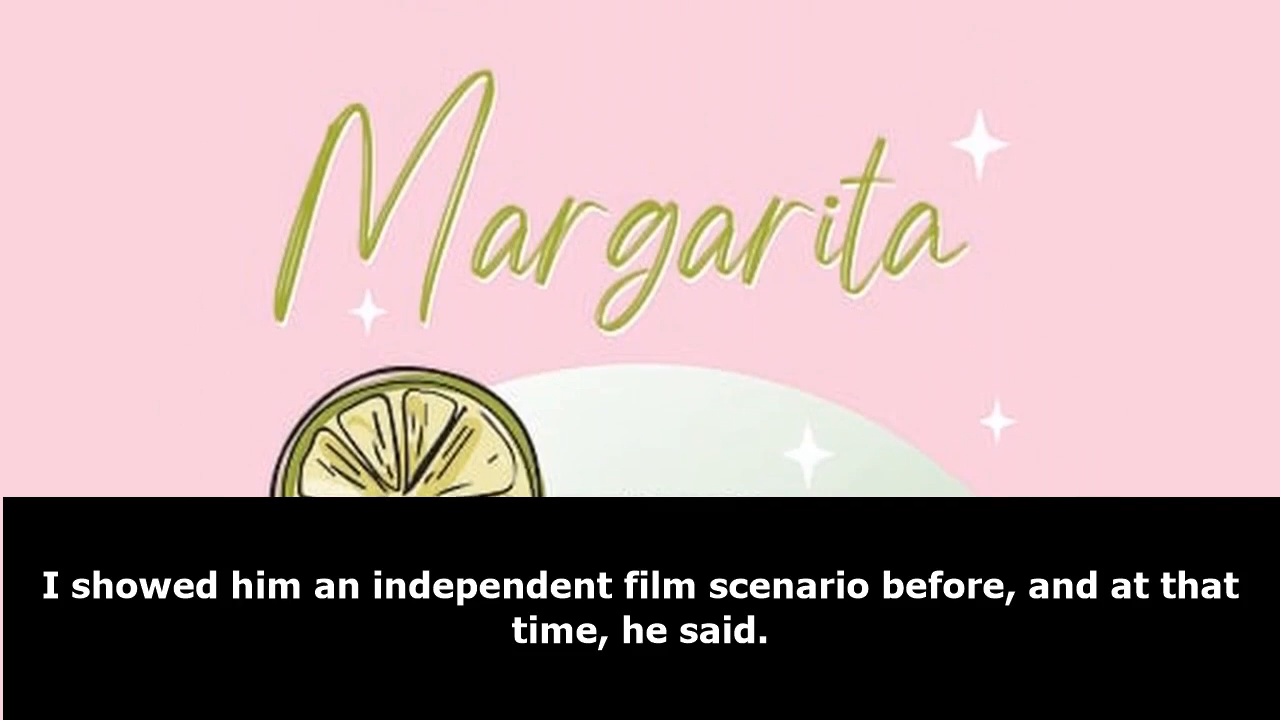 Margarita
I showed him an independent film scenario before, and at that
time, he said.